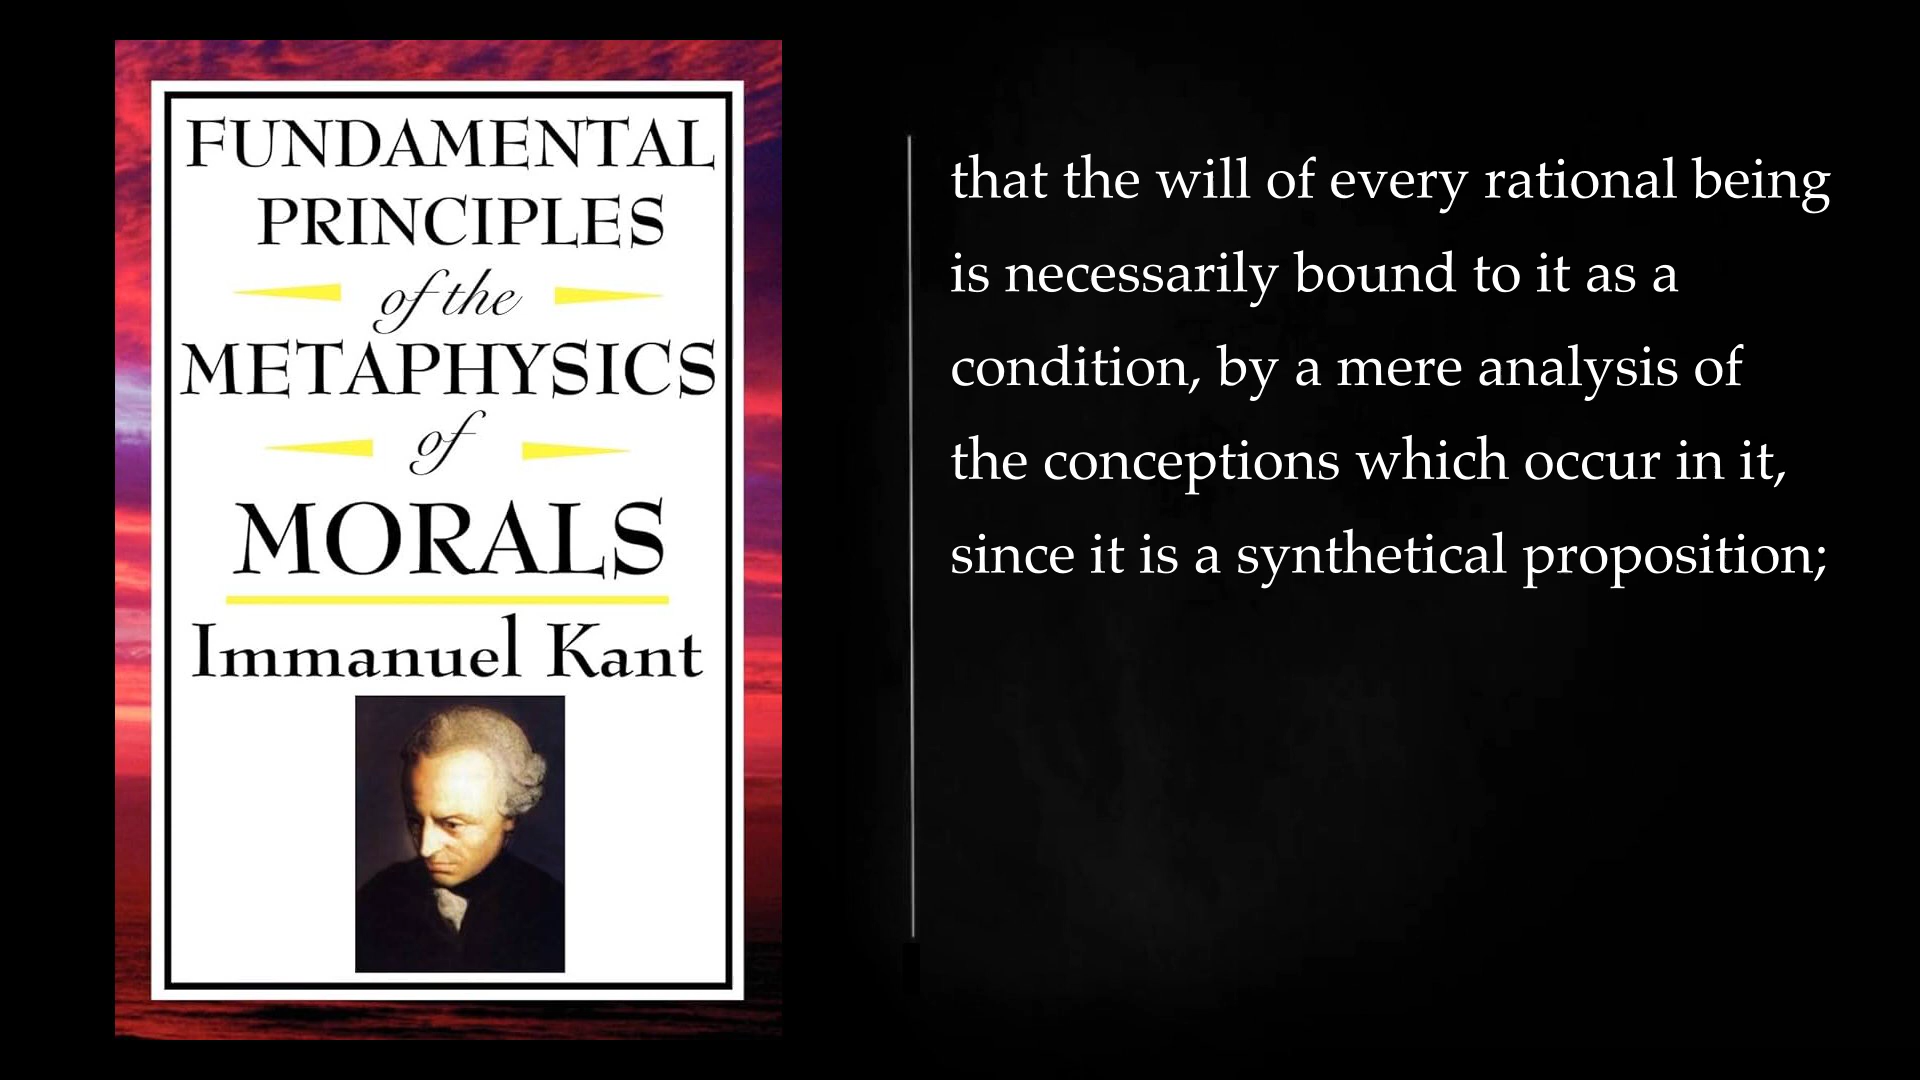 FUNDAMENTAL
PRINCIPLES
of the
METAPHYSICS
of
MORALS
Immanuel Kant
that the will of every rational being
is necessarily bound to it as a
condition, by a mere analysis of
the conceptions which occur in it,
since it is a synthetical proposition;